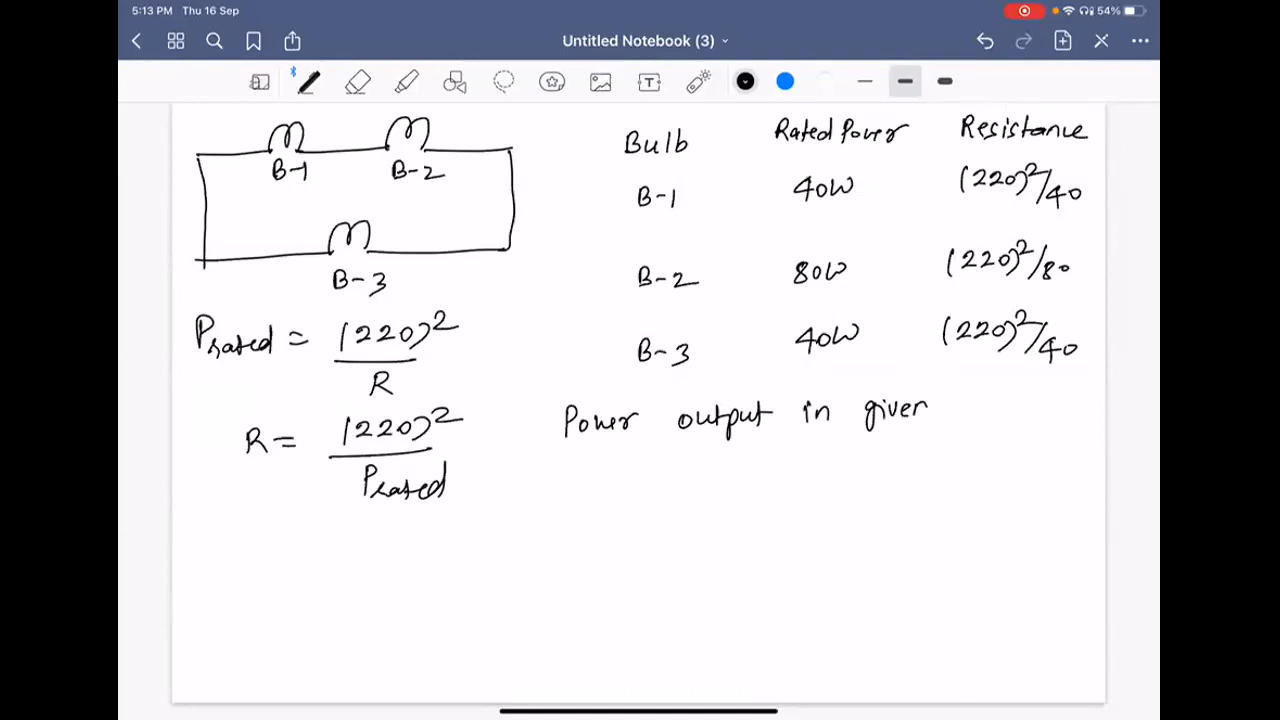 5:13 PM Thu 16 Sep
54%
Untitled Notebook (3)
B-1 B-2
B-3
Prated = (220)²
R
R = (220)²
Prated
Bulb Rated Power Resistance
B-1 40W (220)²/40
B-2 80W (220)²/80
B-3 40W (220)²/40
Power output in given